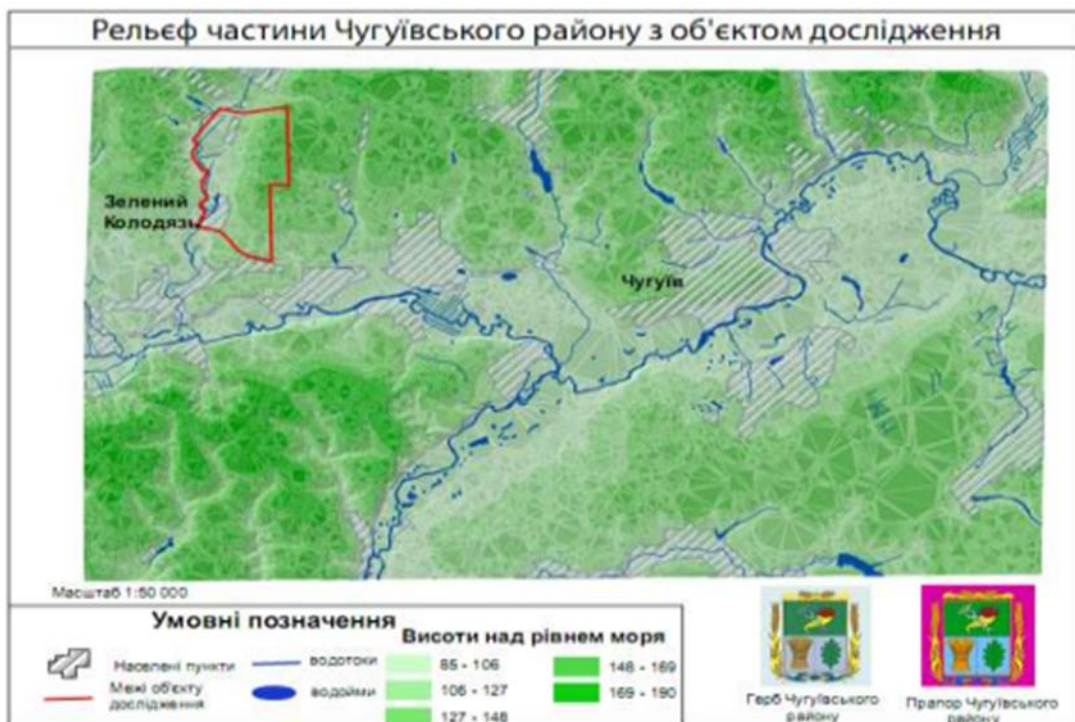 Рельєф частини Чугуївського району з об'єктом дослідження
Зелений
Колодязь
Чугуїв
Масштаб 1:50 000
Умовні позначення
Населені пункти
Межі об'єкту
дослідження
водотоки
водойми
Висоти над рівнем моря
85 - 106
106 - 127
127 - 148
148 - 169
169 - 190
Герб Чугуївського
району
Прапор Чугуївського
району